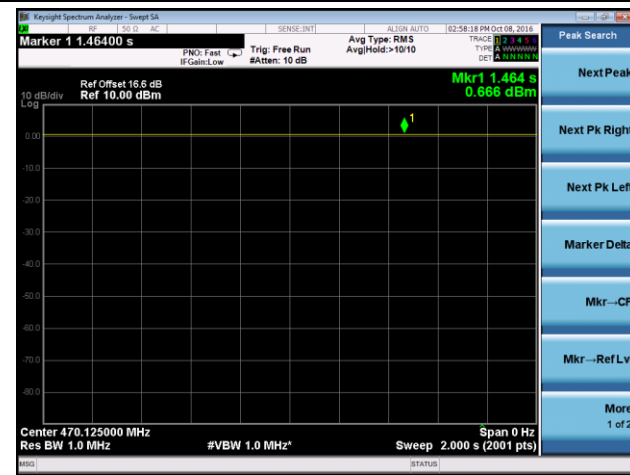 Keysight Spectrum Analyzer - Swept SA
RF 50 Ω AC SENSE:INT ALIGN AUTO 02:58:18 PM Oct 08, 2016
Marker 1 1.46400 s
PNO: Fast
IFGain:Low
Trig: Free Run
#Atten: 10 dB
Avg Type: RMS
Avg|Hold:>10/10
TRACE 1 2 3 4 5 6
TYPE A WWWWW
DET A N N N N N
Peak Search
Mkr1 1.464 s
0.666 dBm
Ref Offset 16.6 dB
10 dB/div Ref 10.00 dBm
Log
1
0.00
-10.0
-20.0
-30.0
-40.0
-50.0
-60.0
-70.0
-80.0
Center 470.125000 MHz Span 0 Hz
Res BW 1.0 MHz #VBW 1.0 MHz* Sweep 2.000 s (2001 pts)
MSG STATUS
Next Peak
Next Pk Right
Next Pk Left
Marker Delta
Mkr→CF
Mkr→Ref Lvl
More
1 of 2